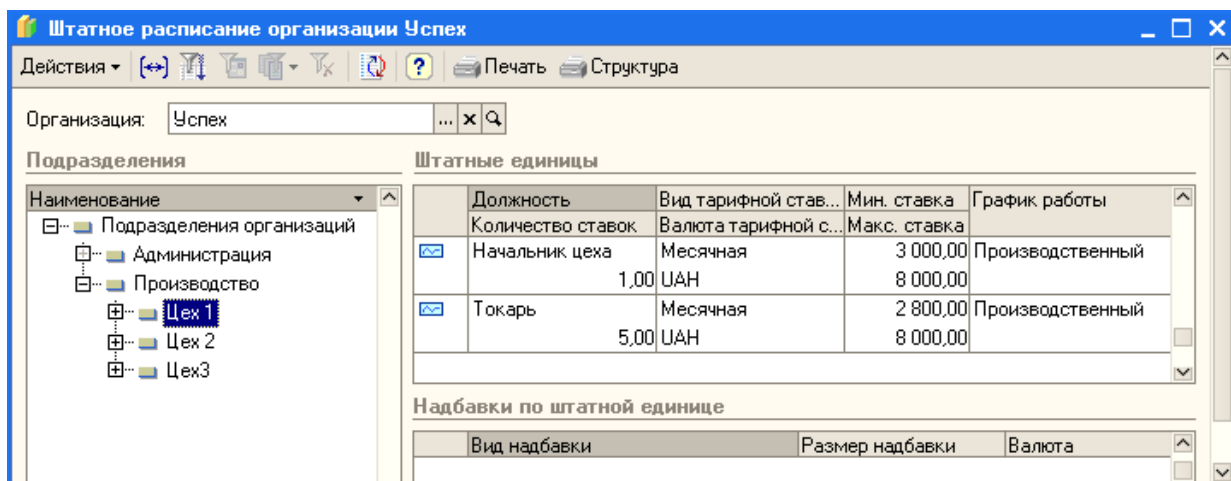 Штатное расписание организации Успех
Действия ? Печать Структура
Организация: Успех ...
Подразделения Штатные единицы
Наименование Должность Вид тарифной став... Мин. ставка График работы
Количество ставок Валюта тарифной с... Макс. ставка
Подразделения организаций
Администрация
Производство
Цех 1
Цех 2
Цех3
Начальник цеха Месячная 3 000,00 Производственный
1,00 UAH 8 000,00
Токарь Месячная 2 800,00 Производственный
5,00 UAH 8 000,00
Надбавки по штатной единице
Вид надбавки Размер надбавки Валюта